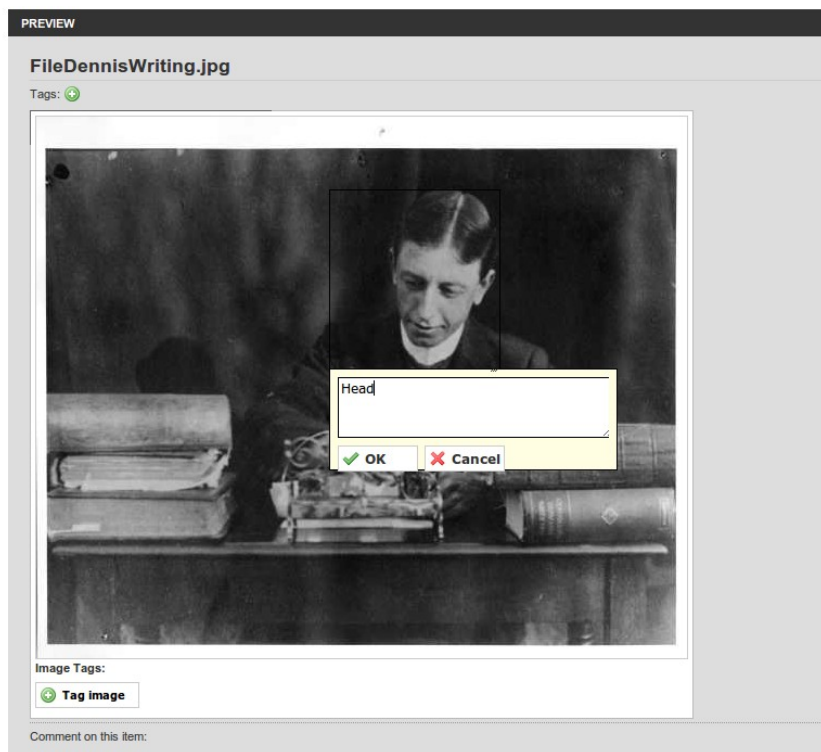 PREVIEW
FileDennisWriting.jpg
Tags:
Head
OK
Cancel
Image Tags:
Tag image
Comment on this item: